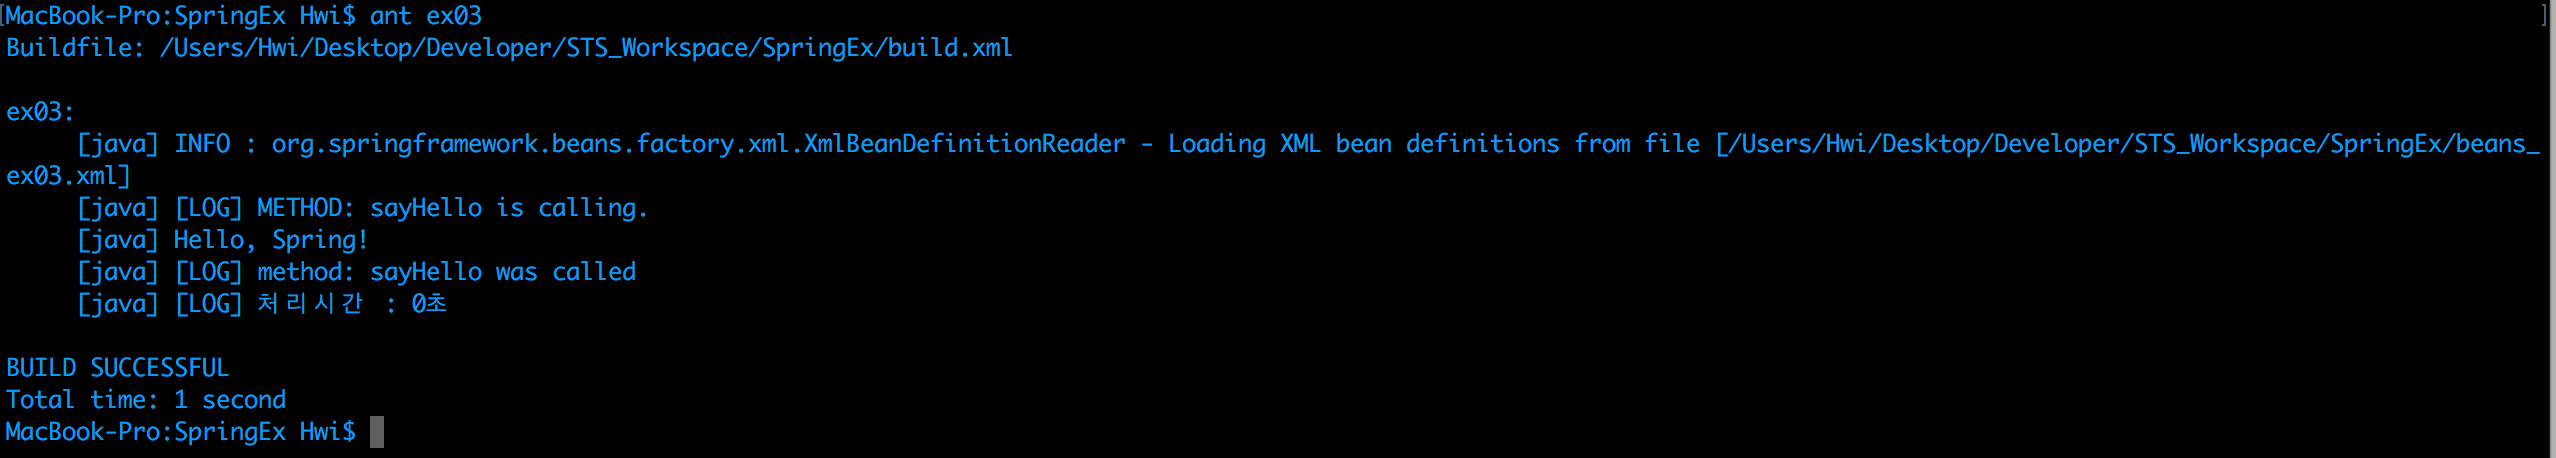 [MacBook-Pro:SpringEx Hwi$ ant ex03 ]
Buildfile: /Users/Hwi/Desktop/Developer/STS_Workspace/SpringEx/build.xml
ex03:
[java] INFO : org.springframework.beans.factory.xml.XmlBeanDefinitionReader - Loading XML bean definitions from file [/Users/Hwi/Desktop/Developer/STS_Workspace/SpringEx/beans_
ex03.xml]
[java] [LOG] METHOD: sayHello is calling.
[java] Hello, Spring!
[java] [LOG] method: sayHello was called
[java] [LOG] 처리시간 : 0초
BUILD SUCCESSFUL
Total time: 1 second
MacBook-Pro:SpringEx Hwi$